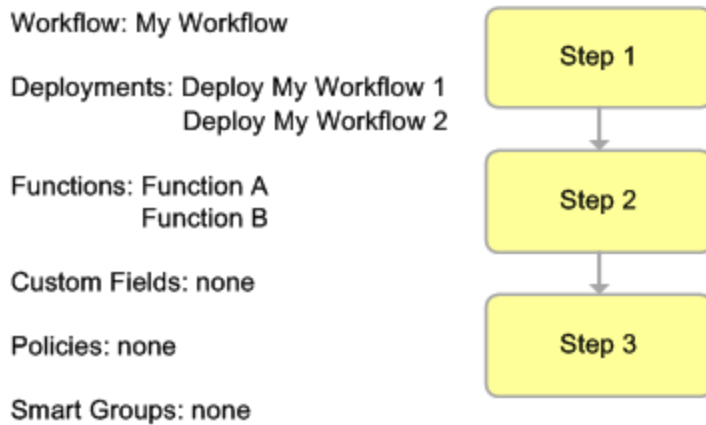 Workflow: My Workflow
Deployments: Deploy My Workflow 1
Deploy My Workflow 2
Functions: Function A
Function B
Custom Fields: none
Policies: none
Smart Groups: none
Step 1
Step 2
Step 3